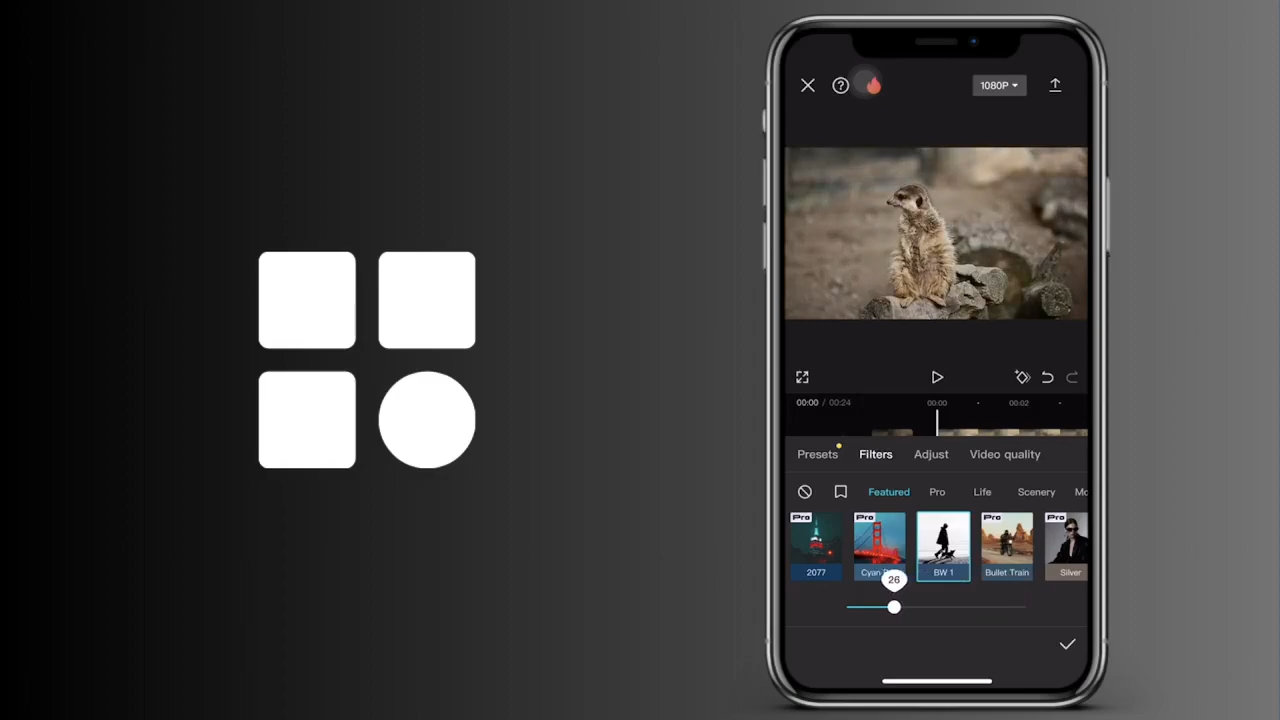 1080P
00:00 / 00:24
00:00
00:02
Presets
Filters
Adjust
Video quality
Featured
Pro
Life
Scenery
Pro
Pro
Pro
Pro
2077
BW 1
Bullet Train
Silver
26